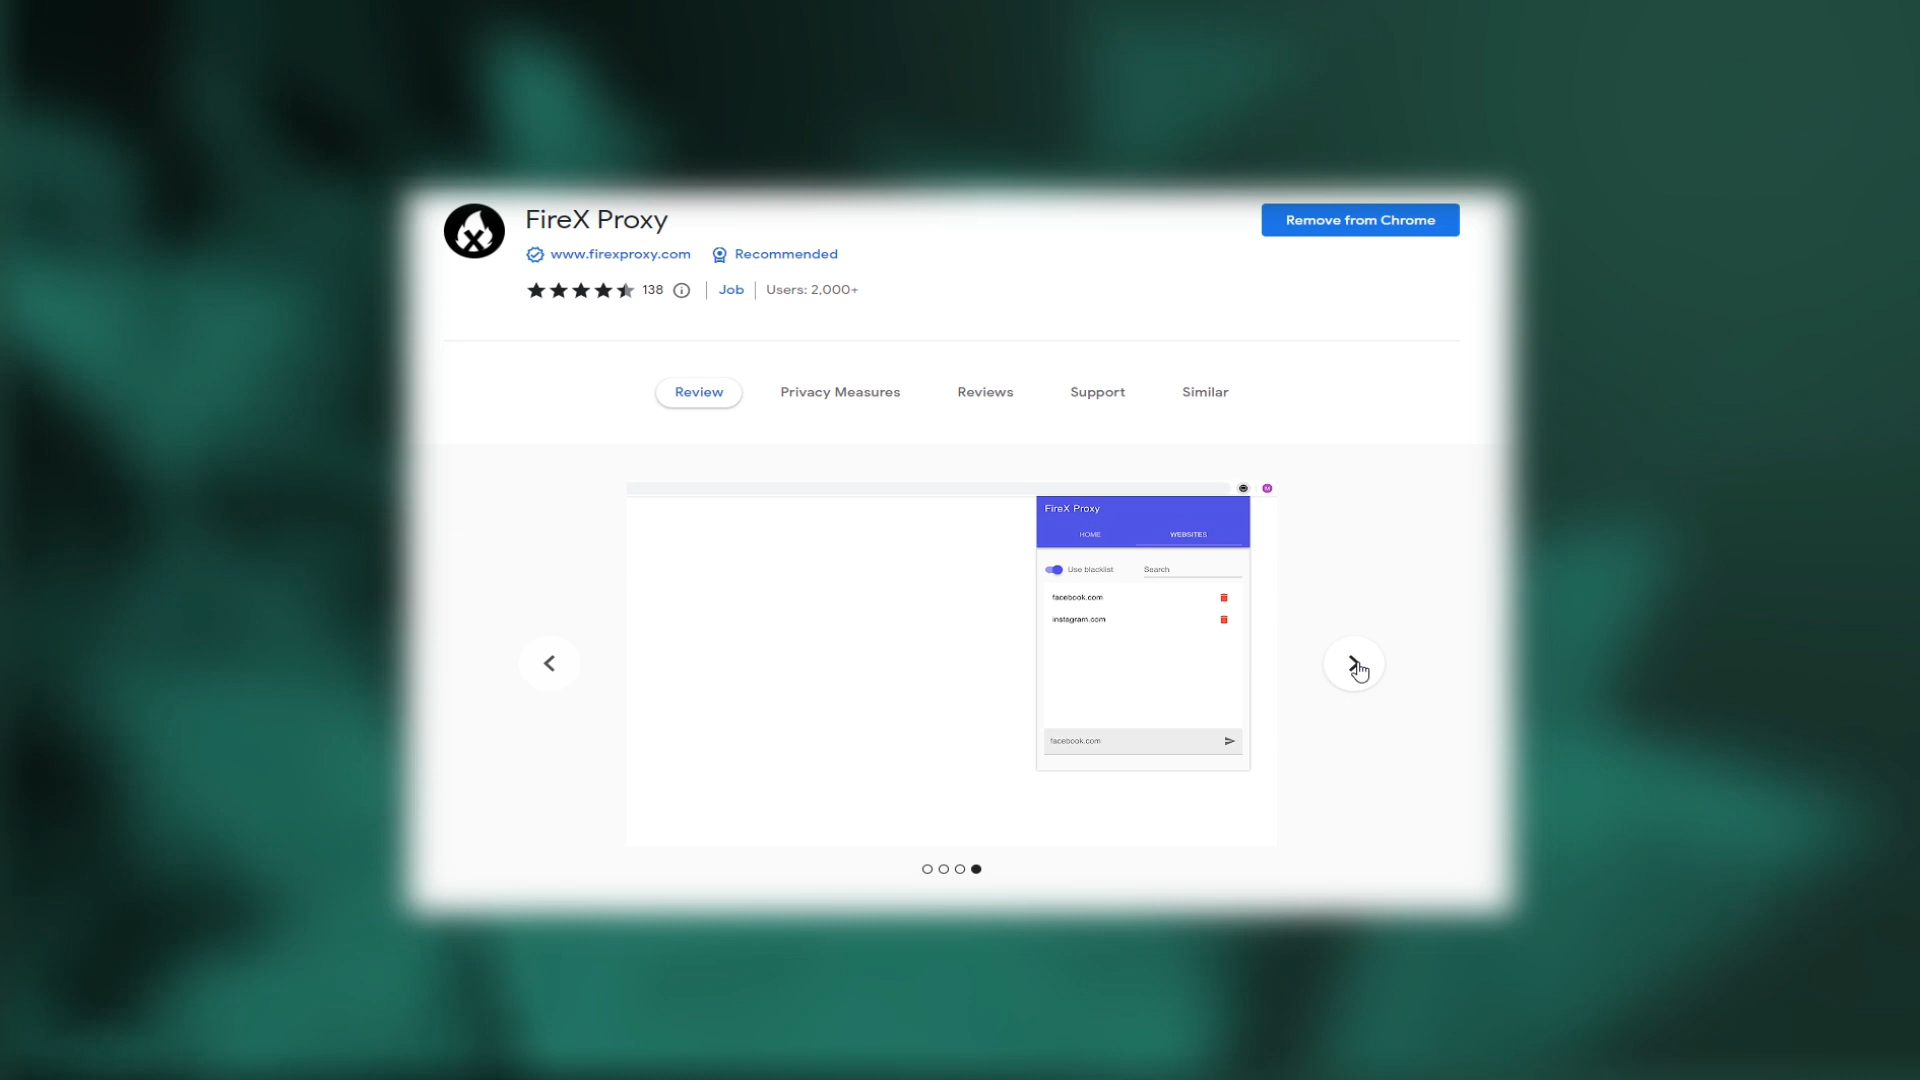 FireX Proxy
Remove from Chrome
www.firexproxy.com Recommended
138 Job Users: 2,000+
Review Privacy Measures Reviews Support Similar
FireX Proxy
HOME WEBSITES
Use blacklist Search
facebook.com
instagram.com
facebook.com